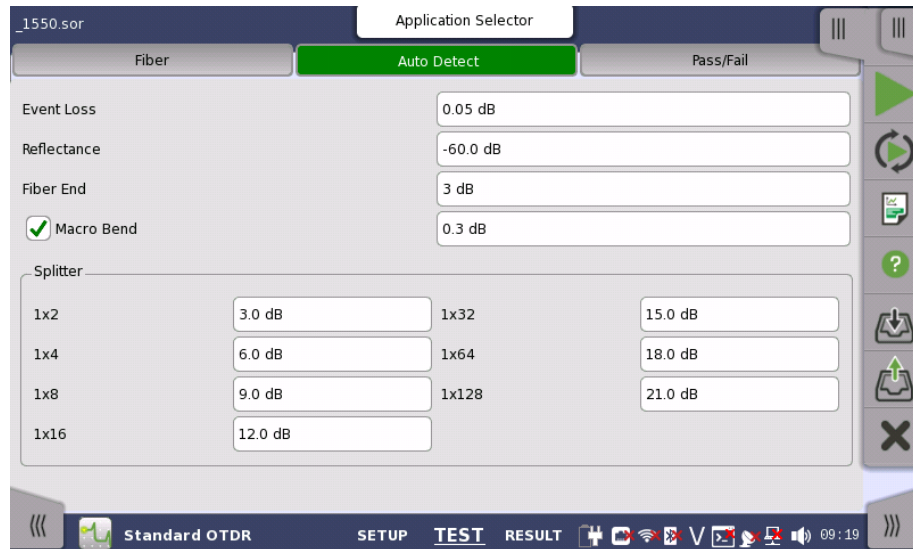 _1550.sor
Application Selector
Fiber
Auto Detect
Pass/Fail
Event Loss
0.05 dB
Reflectance
-60.0 dB
Fiber End
3 dB
Macro Bend
0.3 dB
Splitter
1x2
3.0 dB
1x32
15.0 dB
1x4
6.0 dB
1x64
18.0 dB
1x8
9.0 dB
1x128
21.0 dB
1x16
12.0 dB
Standard OTDR
SETUP
TEST
RESULT
V
09:19